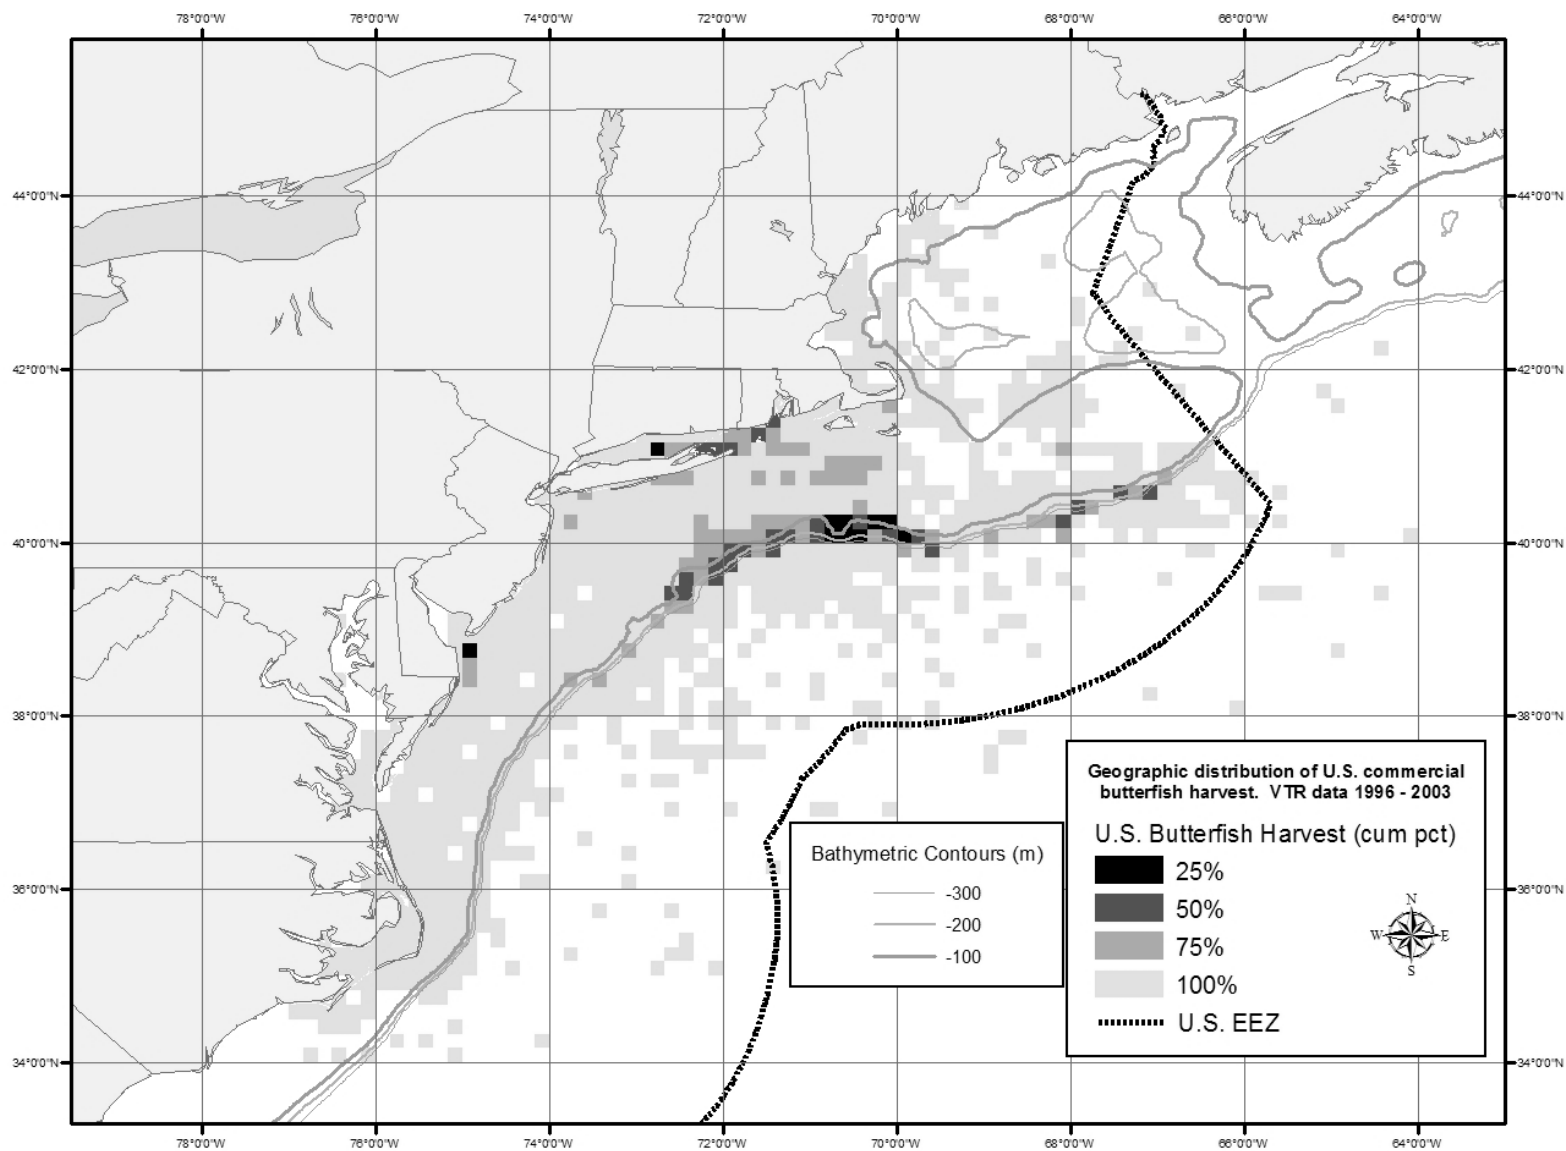 78°0'0"W 76°0'0"W 74°0'0"W 72°0'0"W 70°0'0"W 68°0'0"W 66°0'0"W 64°0'0"W
44°0'0"N 44°0'0"N
42°0'0"N 42°0'0"N
40°0'0"N 40°0'0"N
38°0'0"N 38°0'0"N
Geographic distribution of U.S. commercial
butterfish harvest. VTR data 1996 - 2003
U.S. Butterfish Harvest (cum pct)
25%
50%
75%
100%
U.S. EEZ
N
W E
S
Bathymetric Contours (m)
-300
-200
-100
36°0'0"N 36°0'0"N
34°0'0"N 34°0'0"N
78°0'0"W 76°0'0"W 74°0'0"W 72°0'0"W 70°0'0"W 68°0'0"W 66°0'0"W 64°0'0"W